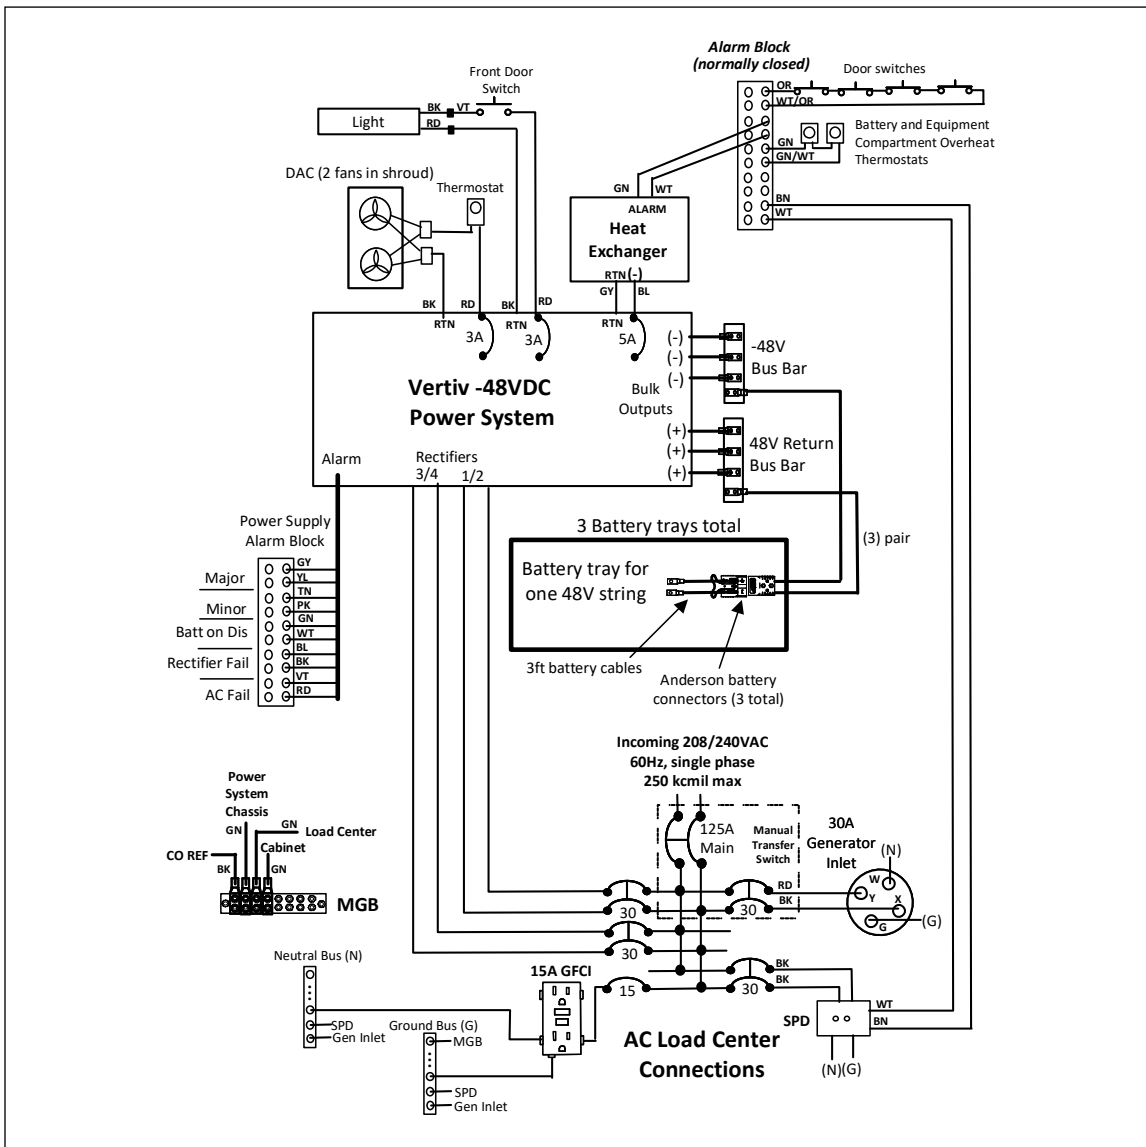 Alarm Block
(normally closed)
Door switches
OR
WT/OR
Front Door
Switch
BK
VT
RD
Light
Battery and Equipment
Compartment Overheat
Thermostats
GN
GN/WT
DAC (2 fans in shroud)
Thermostat
GN
WT
ALARM
Heat
Exchanger
RTN (-)
BN
WT
GY
BL
BK
RD
BK
RD
RTN
3A
RTN
3A
RTN
5A
(-)
(-)
(-)
-48V
Bus Bar
Vertiv -48VDC
Power System
Bulk
Outputs
(+)
(+)
(+)
48V Return
Bus Bar
Alarm
Rectifiers
3/4
1/2
Power Supply
Alarm Block
3 Battery trays total
(3) pair
Major
Minor
Batt on Dis
Rectifier Fail
AC Fail
GY
YL
TN
PK
GN
WT
BL
BK
VT
RD
Battery tray for
one 48V string
3ft battery cables
Anderson battery
connectors (3 total)
Incoming 208/240VAC
60Hz, single phase
250 kcmil max
125A
Main
Manual
Transfer
Switch
30A
Generator
Inlet
(N)
W
Y
X
G
(G)
RD
BK
30
30
30
Power
System
Chassis
GN
GN
Load Center
CO REF
Cabinet
BK
GN
MGB
Neutral Bus (N)
SPD
Gen Inlet
Ground Bus (G)
MGB
SPD
Gen Inlet
15A GFCI
15
30
BK
BK
SPD
WT
BN
(N)(G)
AC Load Center
Connections